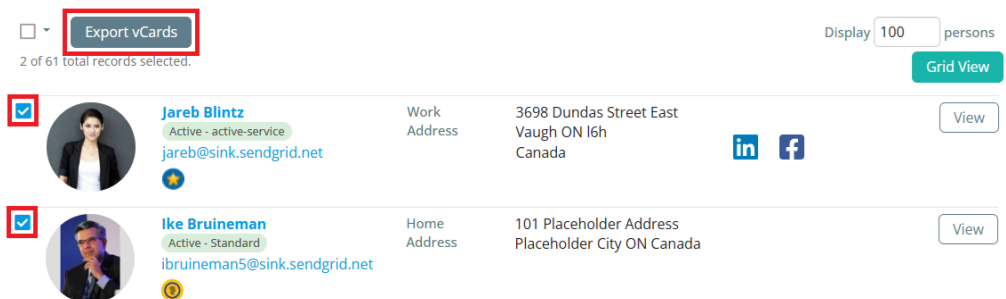 Export vCards
Display 100 persons
2 of 61 total records selected.
Grid View
Jareb Blintz
Active - active-service
jareb@sink.sendgrid.net
Work
Address
3698 Dundas Street East
Vaugh ON l6h
Canada
in f
View
Ike Bruineman
Active - Standard
ibruineman5@sink.sendgrid.net
Home
Address
101 Placeholder Address
Placeholder City ON Canada
View